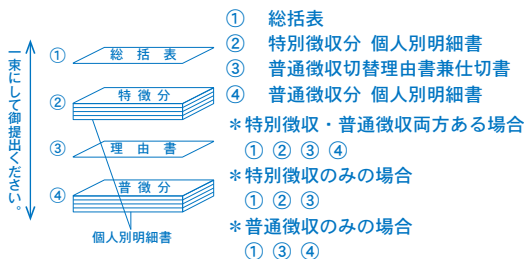 一束にして御提出ください。
① 総括表
② 特徴分
③ 理由書
④ 普徴分
個人別明細書
① 総括表
② 特別徴収分 個人別明細書
③ 普通徴収切替理由書兼仕切書
④ 普通徴収分 個人別明細書
＊特別徴収・普通徴収両方ある場合
① ② ③ ④
＊特別徴収のみの場合
① ② ③
＊普通徴収のみの場合
① ③ ④